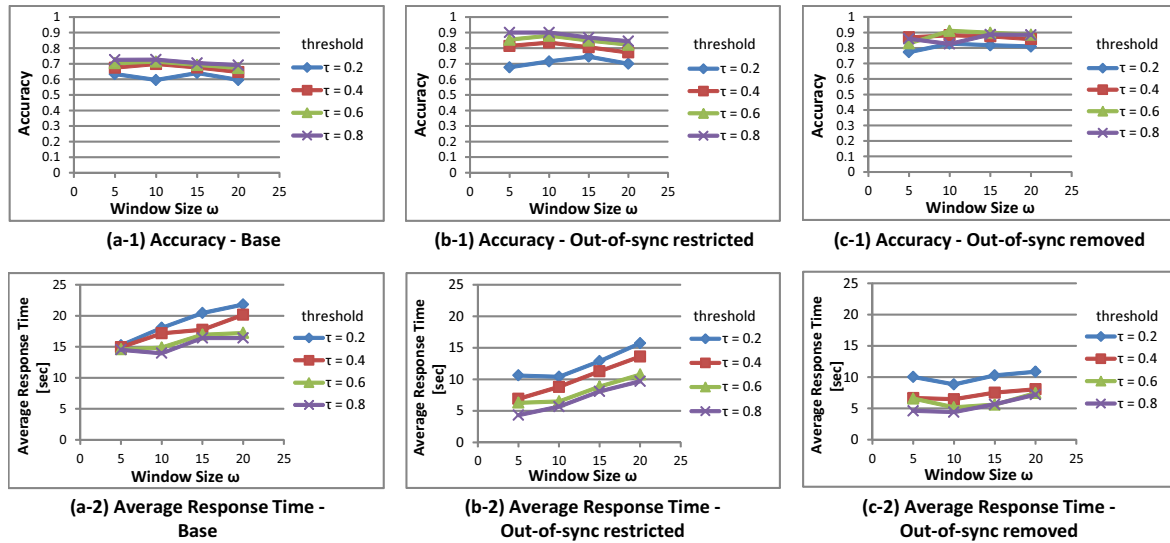 1
0.9
0.8
0.7
0.6
0.5
0.4
0.3
0.2
0.1
0
Accuracy
0 5 10 15 20 25
Window Size ω
threshold
τ = 0.2
τ = 0.4
τ = 0.6
τ = 0.8
(a-1) Accuracy - Base
1
0.9
0.8
0.7
0.6
0.5
0.4
0.3
0.2
0.1
0
Accuracy
0 5 10 15 20 25
Window Size ω
threshold
τ = 0.2
τ = 0.4
τ = 0.6
τ = 0.8
(b-1) Accuracy - Out-of-sync restricted
1
0.9
0.8
0.7
0.6
0.5
0.4
0.3
0.2
0.1
0
Accuracy
0 5 10 15 20 25
Window Size ω
threshold
τ = 0.2
τ = 0.4
τ = 0.6
τ = 0.8
(c-1) Accuracy - Out-of-sync removed
25
20
15
10
5
0
Average Response Time
[sec]
0 5 10 15 20 25
Window Size ω
threshold
τ = 0.2
τ = 0.4
τ = 0.6
τ = 0.8
(a-2) Average Response Time -
Base
25
20
15
10
5
0
Average Response Time
[sec]
0 5 10 15 20 25
Window Size ω
threshold
τ = 0.2
τ = 0.4
τ = 0.6
τ = 0.8
(b-2) Average Response Time -
Out-of-sync restricted
25
20
15
10
5
0
Average Response Time
[sec]
0 5 10 15 20 25
Window Size ω
threshold
τ = 0.2
τ = 0.4
τ = 0.6
τ = 0.8
(c-2) Average Response Time -
Out-of-sync removed